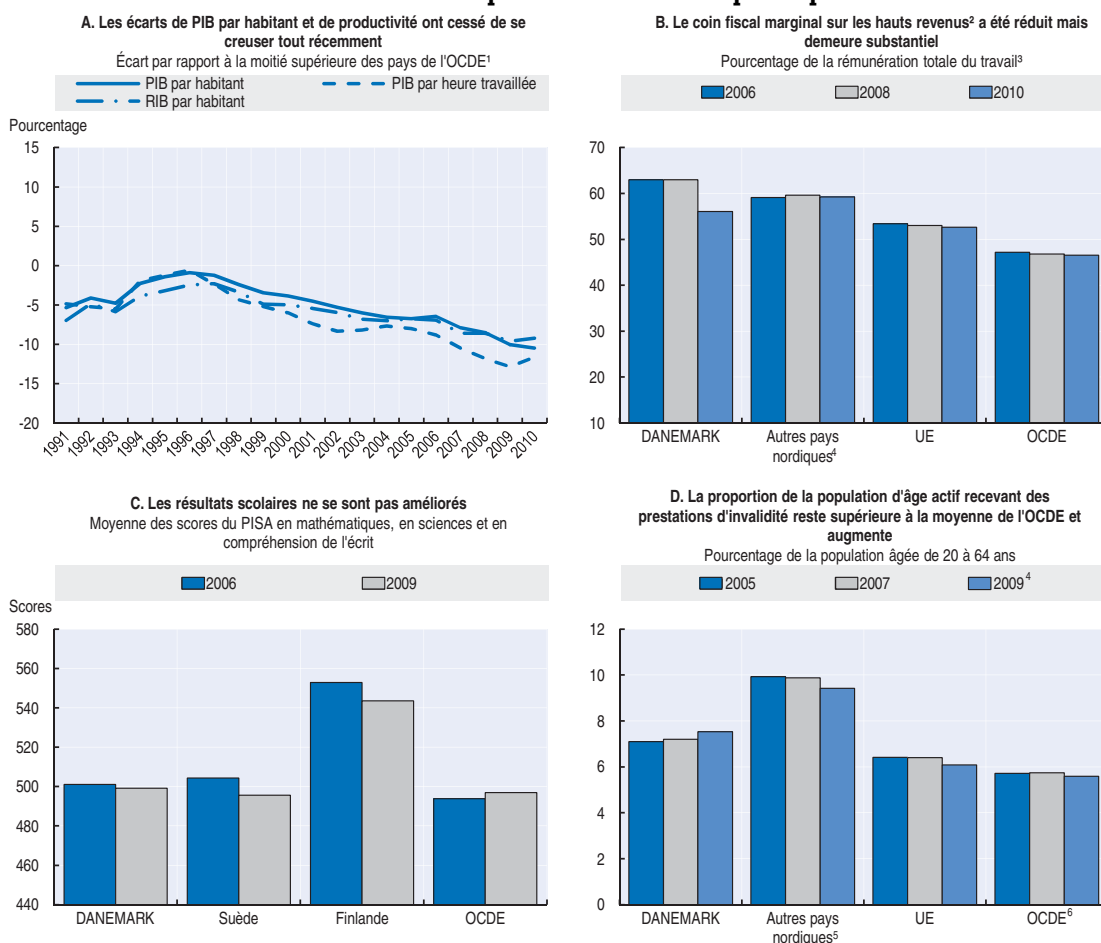 A. Les écarts de PIB par habitant et de productivité ont cessé de se
creuser tout récemment
Écart par rapport à la moitié supérieure des pays de l'OCDE¹
PIB par habitant
PIB par heure travaillée
RIB par habitant
Pourcentage
15
10
5
0
-5
-10
-15
-20
1991 1992 1993 1994 1995 1996 1997 1998 1999 2000 2001 2002 2003 2004 2005 2006 2007 2008 2009 2010
B. Le coin fiscal marginal sur les hauts revenus² a été réduit mais
demeure substantiel
Pourcentage de la rémunération totale du travail³
2006 2008 2010
70
60
50
40
30
20
10
DANEMARK Autres pays UE OCDE
nordiques⁴
C. Les résultats scolaires ne se sont pas améliorés
Moyenne des scores du PISA en mathématiques, en sciences et en
compréhension de l'écrit
2006 2009
Scores
580
560
540
520
500
480
460
440
DANEMARK Suède Finlande OCDE
D. La proportion de la population d'âge actif recevant des
prestations d'invalidité reste supérieure à la moyenne de l'OCDE et
augmente
Pourcentage de la population âgée de 20 à 64 ans
2005 2007 2009⁴
12
10
8
6
4
2
0
DANEMARK Autres pays UE OCDE⁶
nordiques⁵